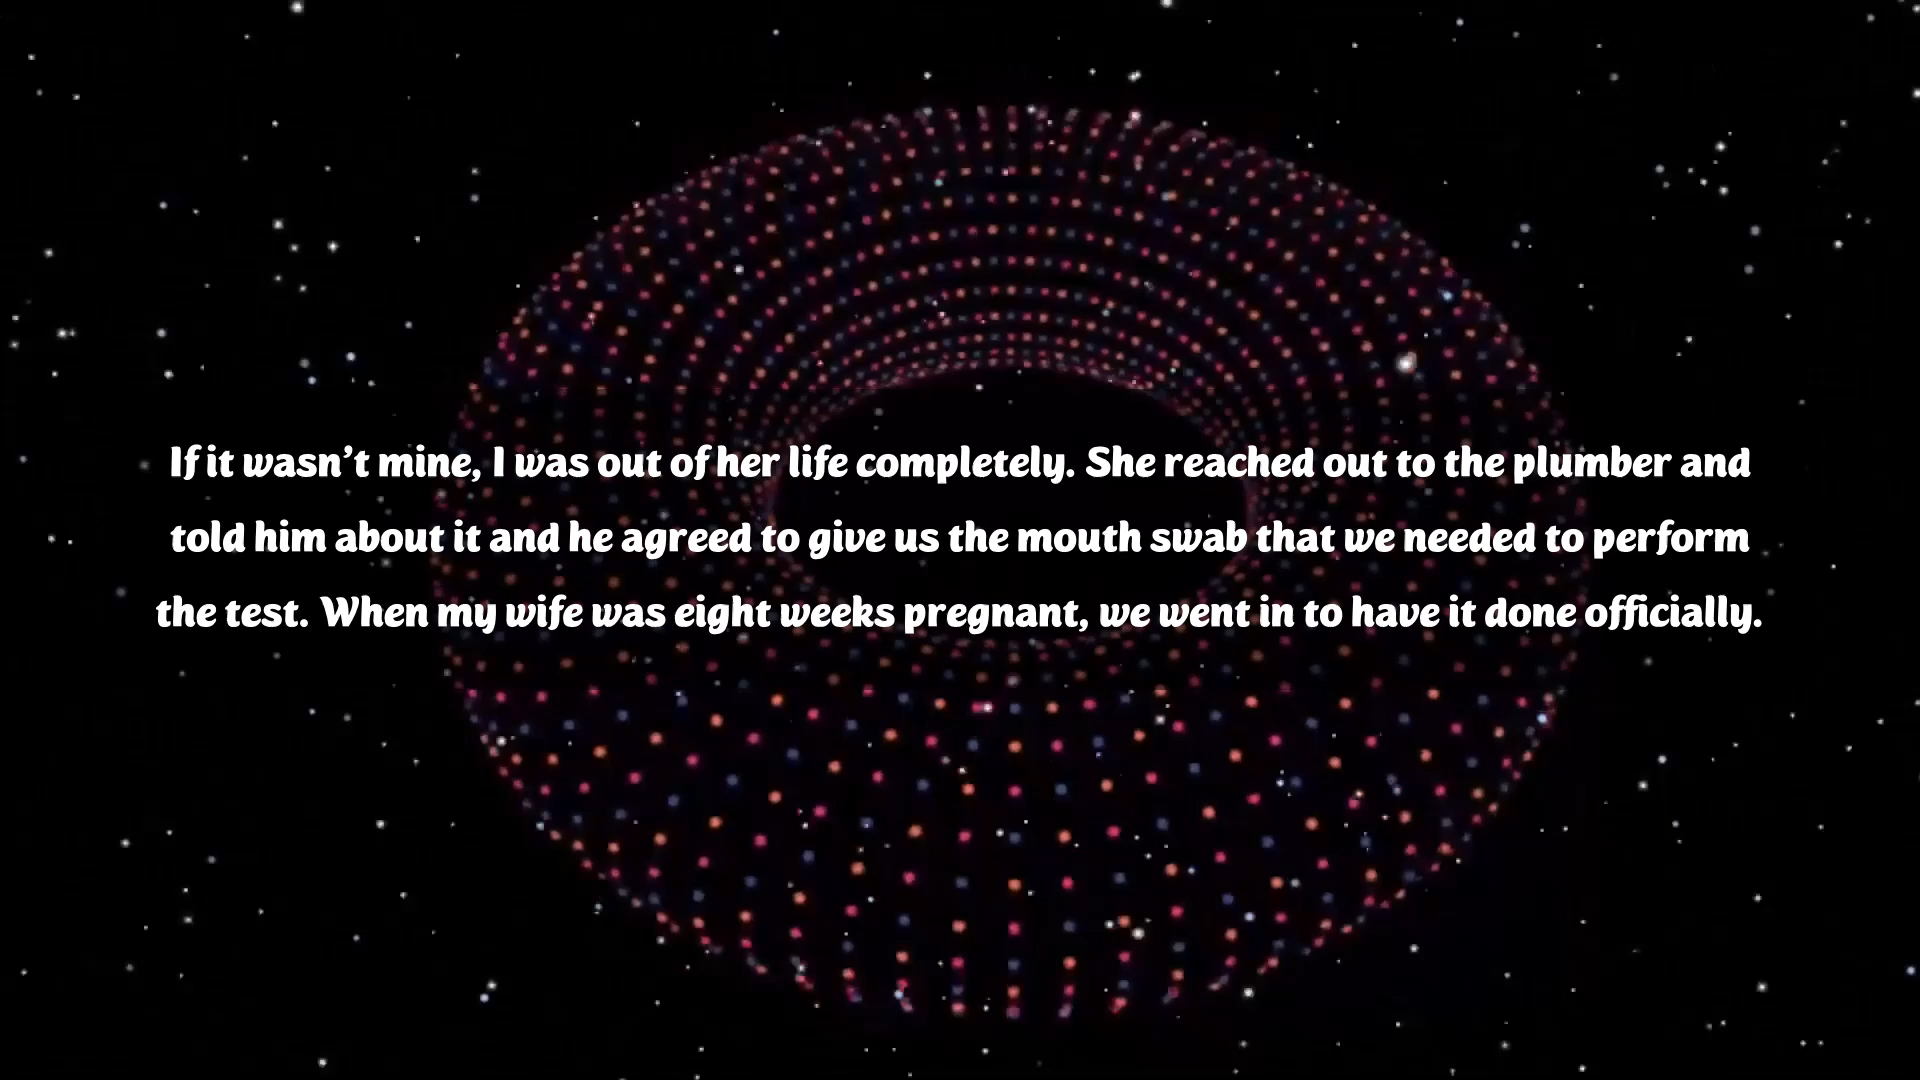 If it wasn't mine, I was out of her life completely. She reached out to the plumber and
told him about it and he agreed to give us the mouth swab that we needed to perform
the test. When my wife was eight weeks pregnant, we went in to have it done officially.